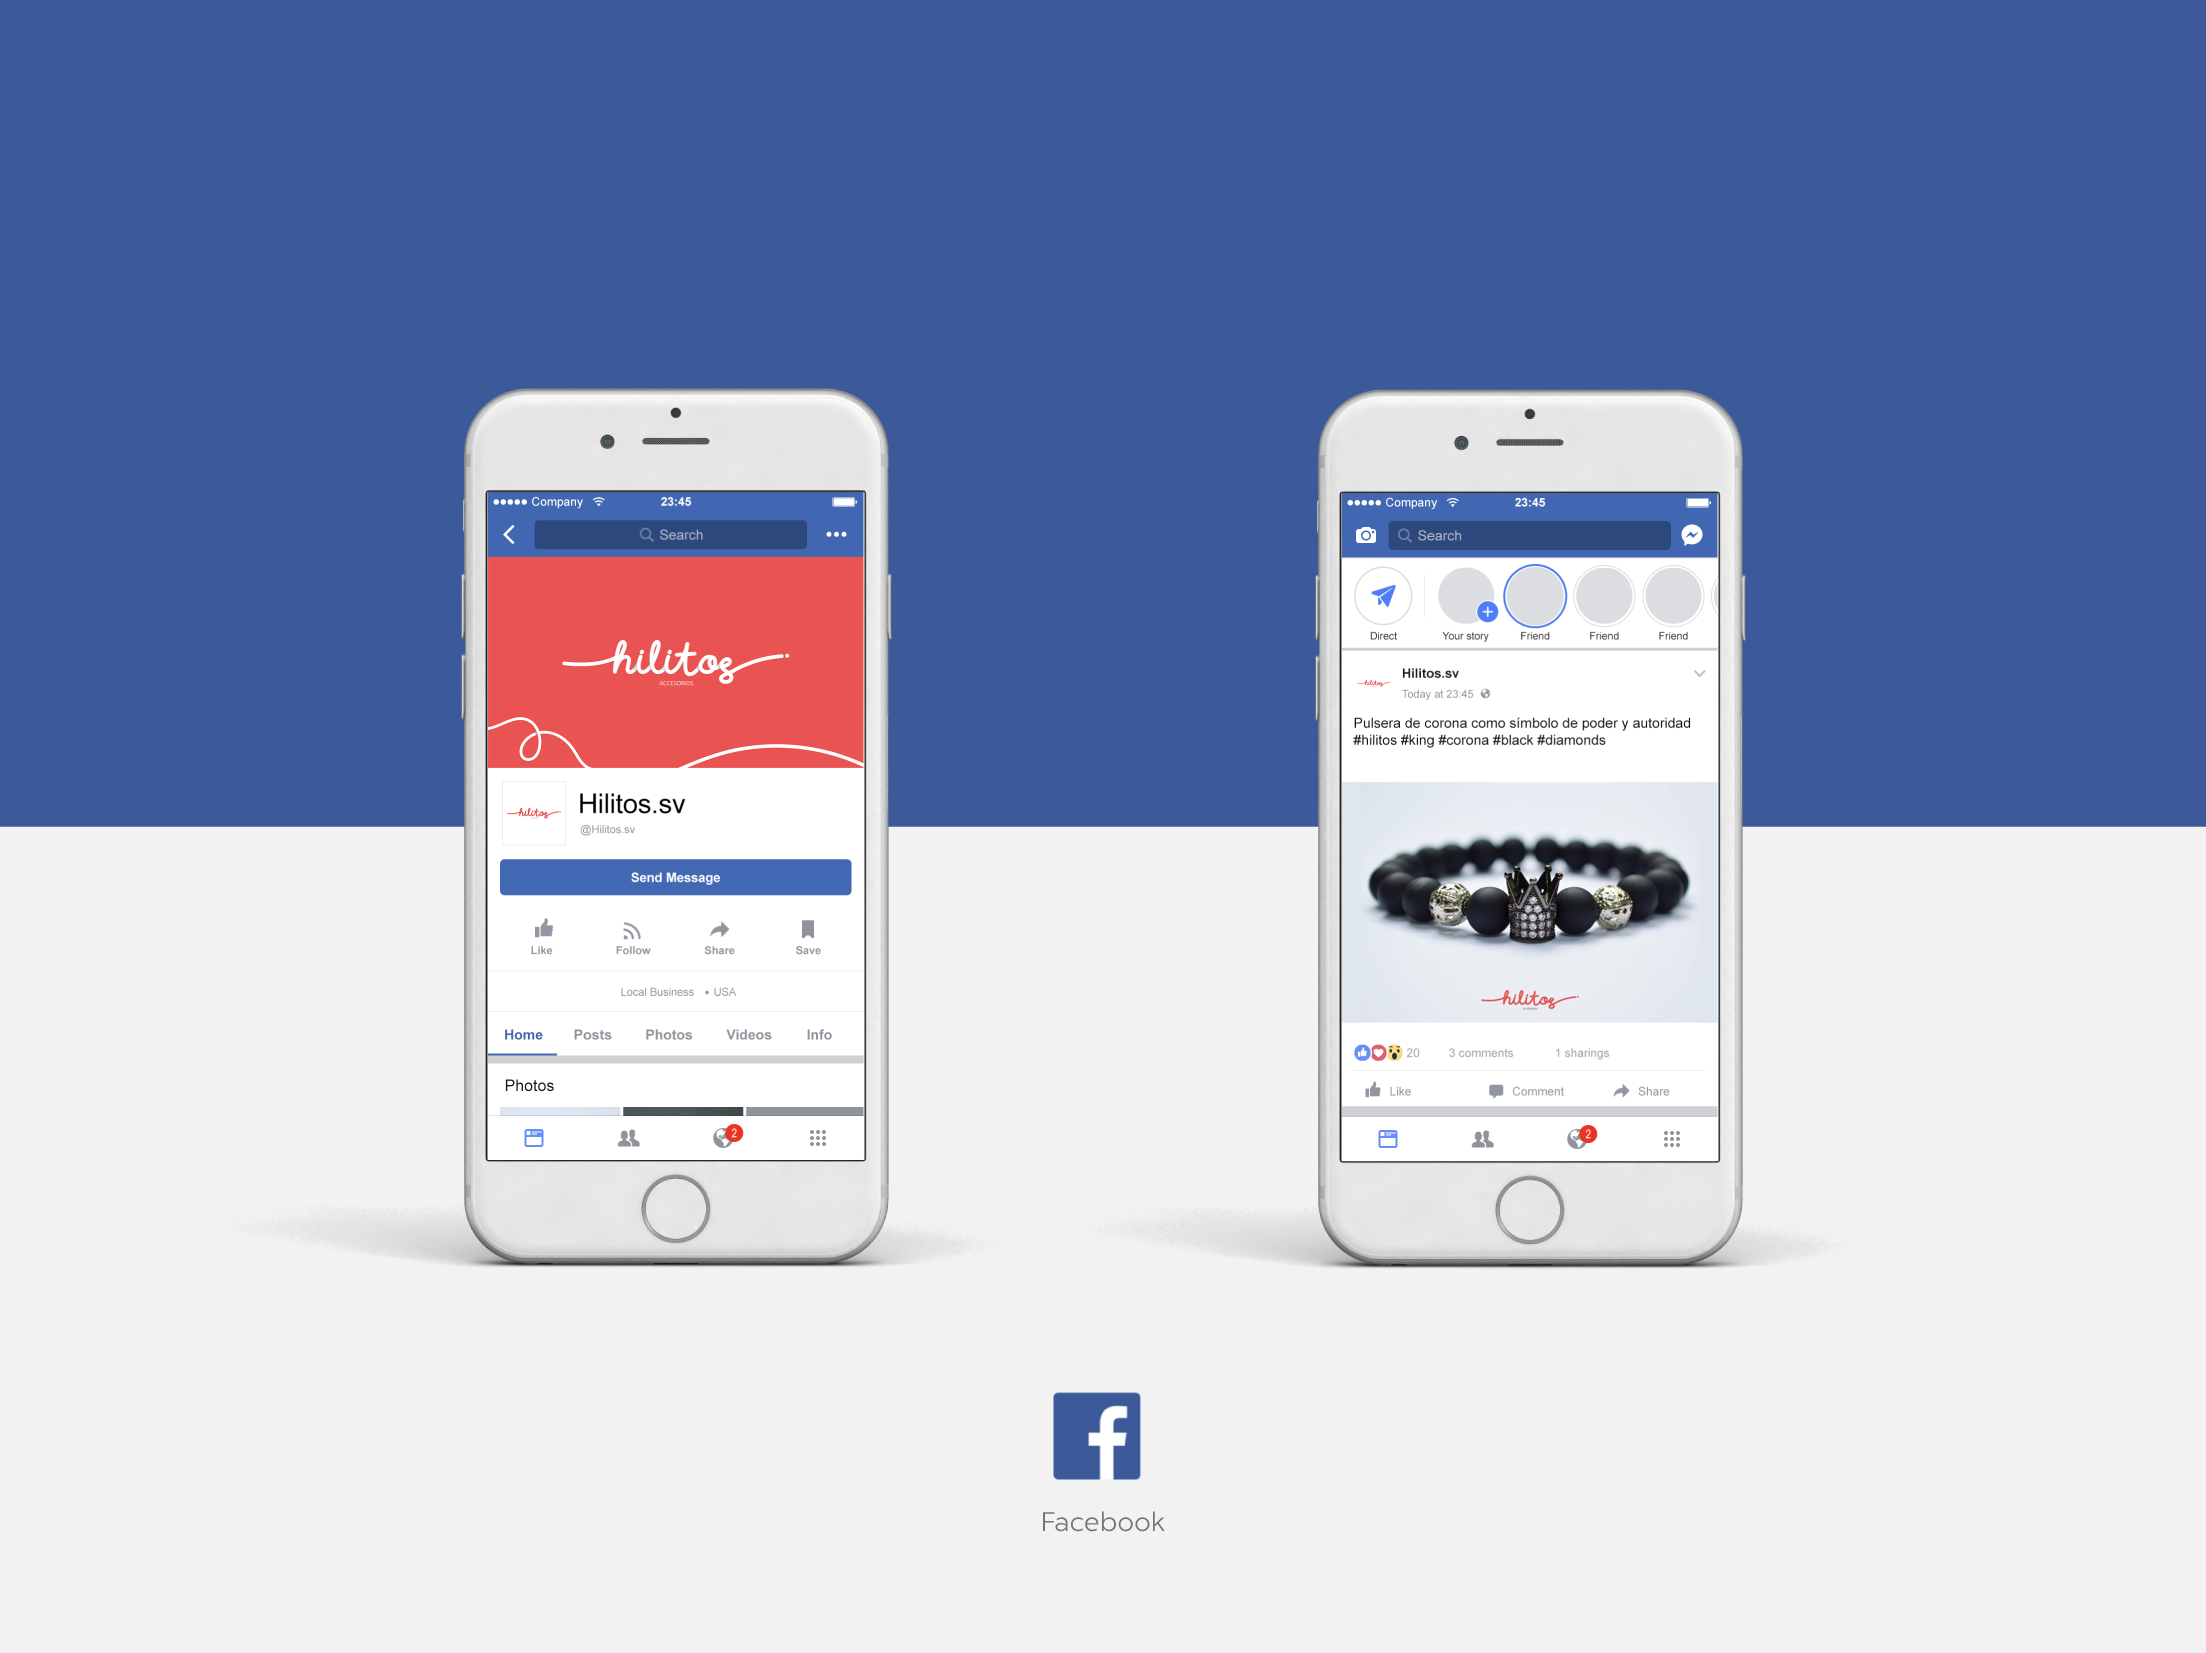 Company 23:45
Search
hilitos
ACCESORIOS
hilitos
Hilitos.sv
@Hilitos.sv
Send Message
Like Follow Share Save
Local Business • USA
Home Posts Photos Videos Info
Photos
2
Company 23:45
Search
Direct Your story Friend Friend Friend
hilitos
Hilitos.sv
Today at 23:45
Pulsera de corona como símbolo de poder y autoridad
#hilitos #king #corona #black #diamonds
hilitos
ACCESORIOS
20 3 comments 1 sharings
Like Comment Share
2
f
Facebook